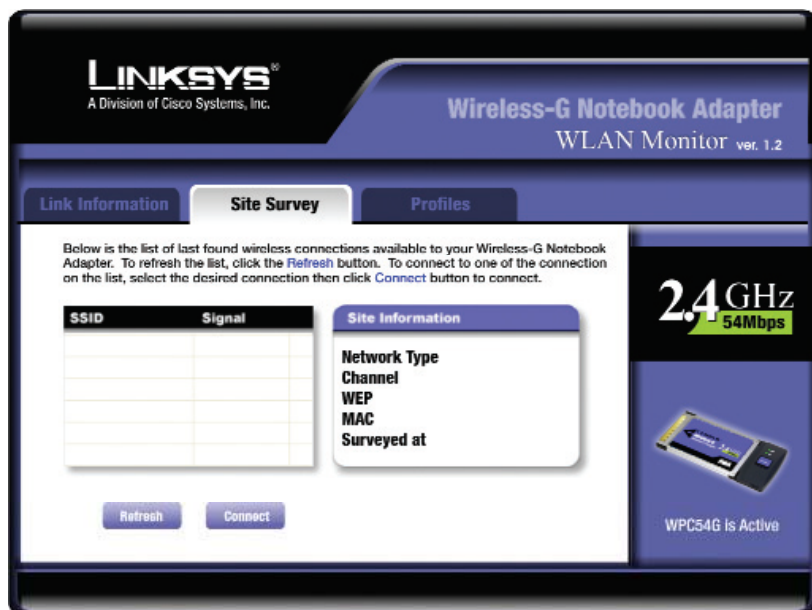 LINKSYS®
A Division of Cisco Systems, Inc.
Wireless-G Notebook Adapter
WLAN Monitor ver. 1.2
Link Information
Site Survey
Profiles
Below is the list of last found wireless connections available to your Wireless-G Notebook
Adapter. To refresh the list, click the Refresh button. To connect to one of the connection
on the list, select the desired connection then click Connect button to connect.
SSID Signal
Site Information
Network Type
Channel
WEP
MAC
Surveyed at
Refresh
Connect
2.4 GHz
54Mbps
WPC54G is Active